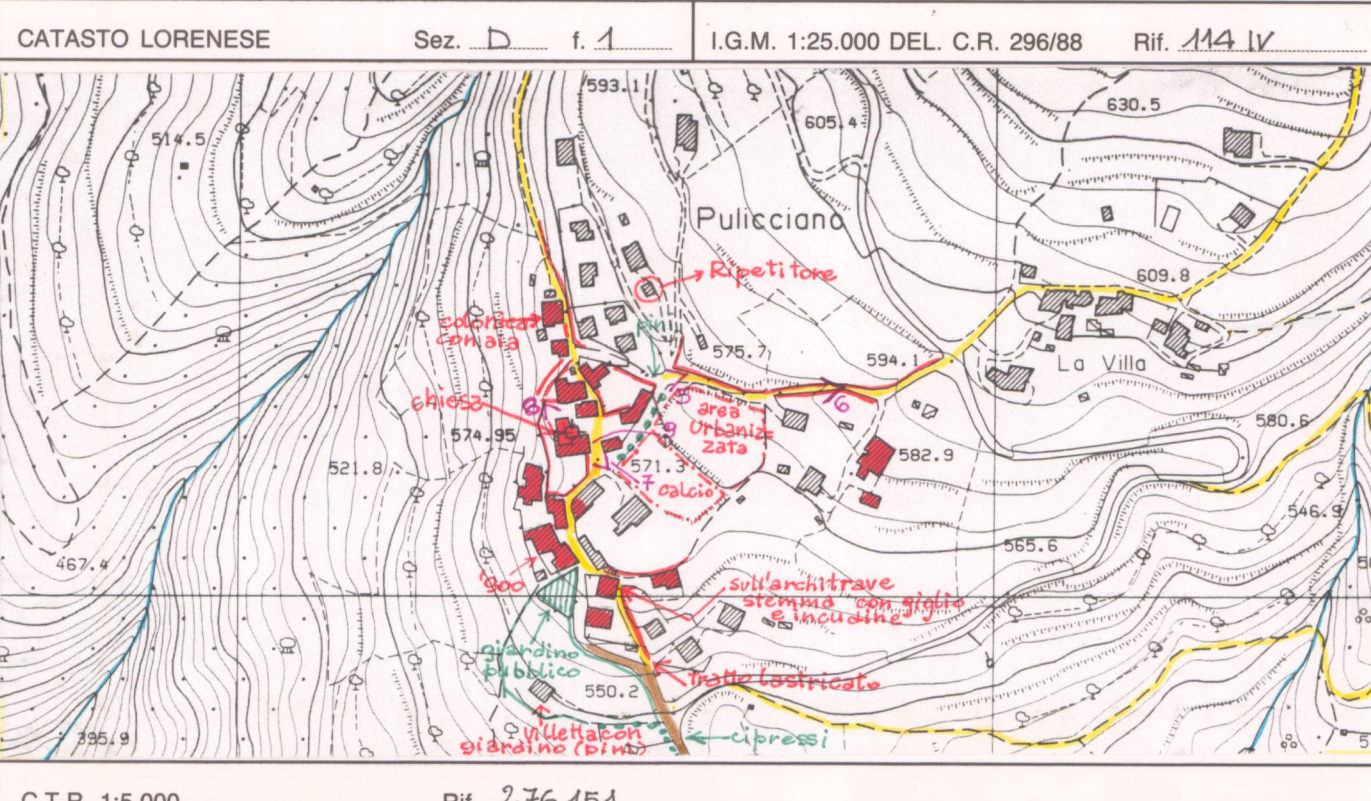 CATASTO LORENESE Sez. D f. 1 I.G.M. 1:25.000 DEL. C.R. 296/88 Rif. 114 IV
593.1
630.5
605.4
514.5
Pulicciano
Ripetitore
609.8
colonica
con aia
pini
575.7
594.1
La Villa
chiesa
8
5
6
area
Urbaniz=
zata
580.6
574.95
9
521.8
571.3
582.9
7
calcio
546.9
565.6
467.4
'900
sull'architrave
stemma con giglio
e incudine
giardino
pubblico
tratto lastricato
550.2
395.9
villetta con
giardino (pini)
cipressi
C.T.R. 1:5.000 Rif. 276 151